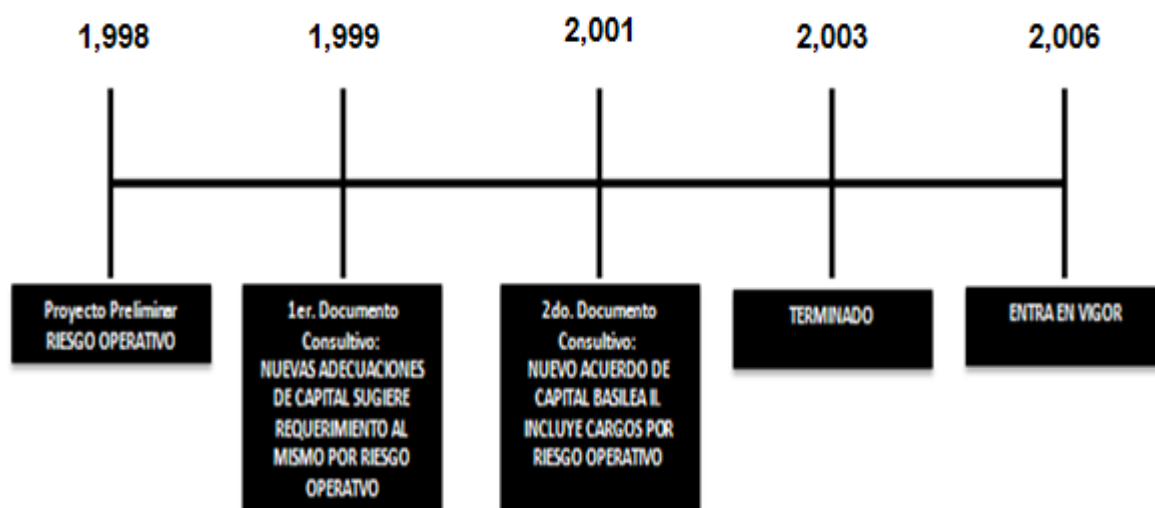 1,998
1,999
2,001
2,003
2,006
Proyecto Preliminar
RIESGO OPERATIVO
1er. Documento
Consultivo:
NUEVAS ADECUACIONES
DE CAPITAL SUGIERE
REQUERIMIENTO AL
MISMO POR RIESGO
OPERATVO
2do. Documento
Consultivo:
NUEVO ACUERDO DE
CAPITAL BASILEA II.
INCLUYE CARGOS POR
RIESGO OPERATIVO
TERMINADO
ENTRA EN VIGOR